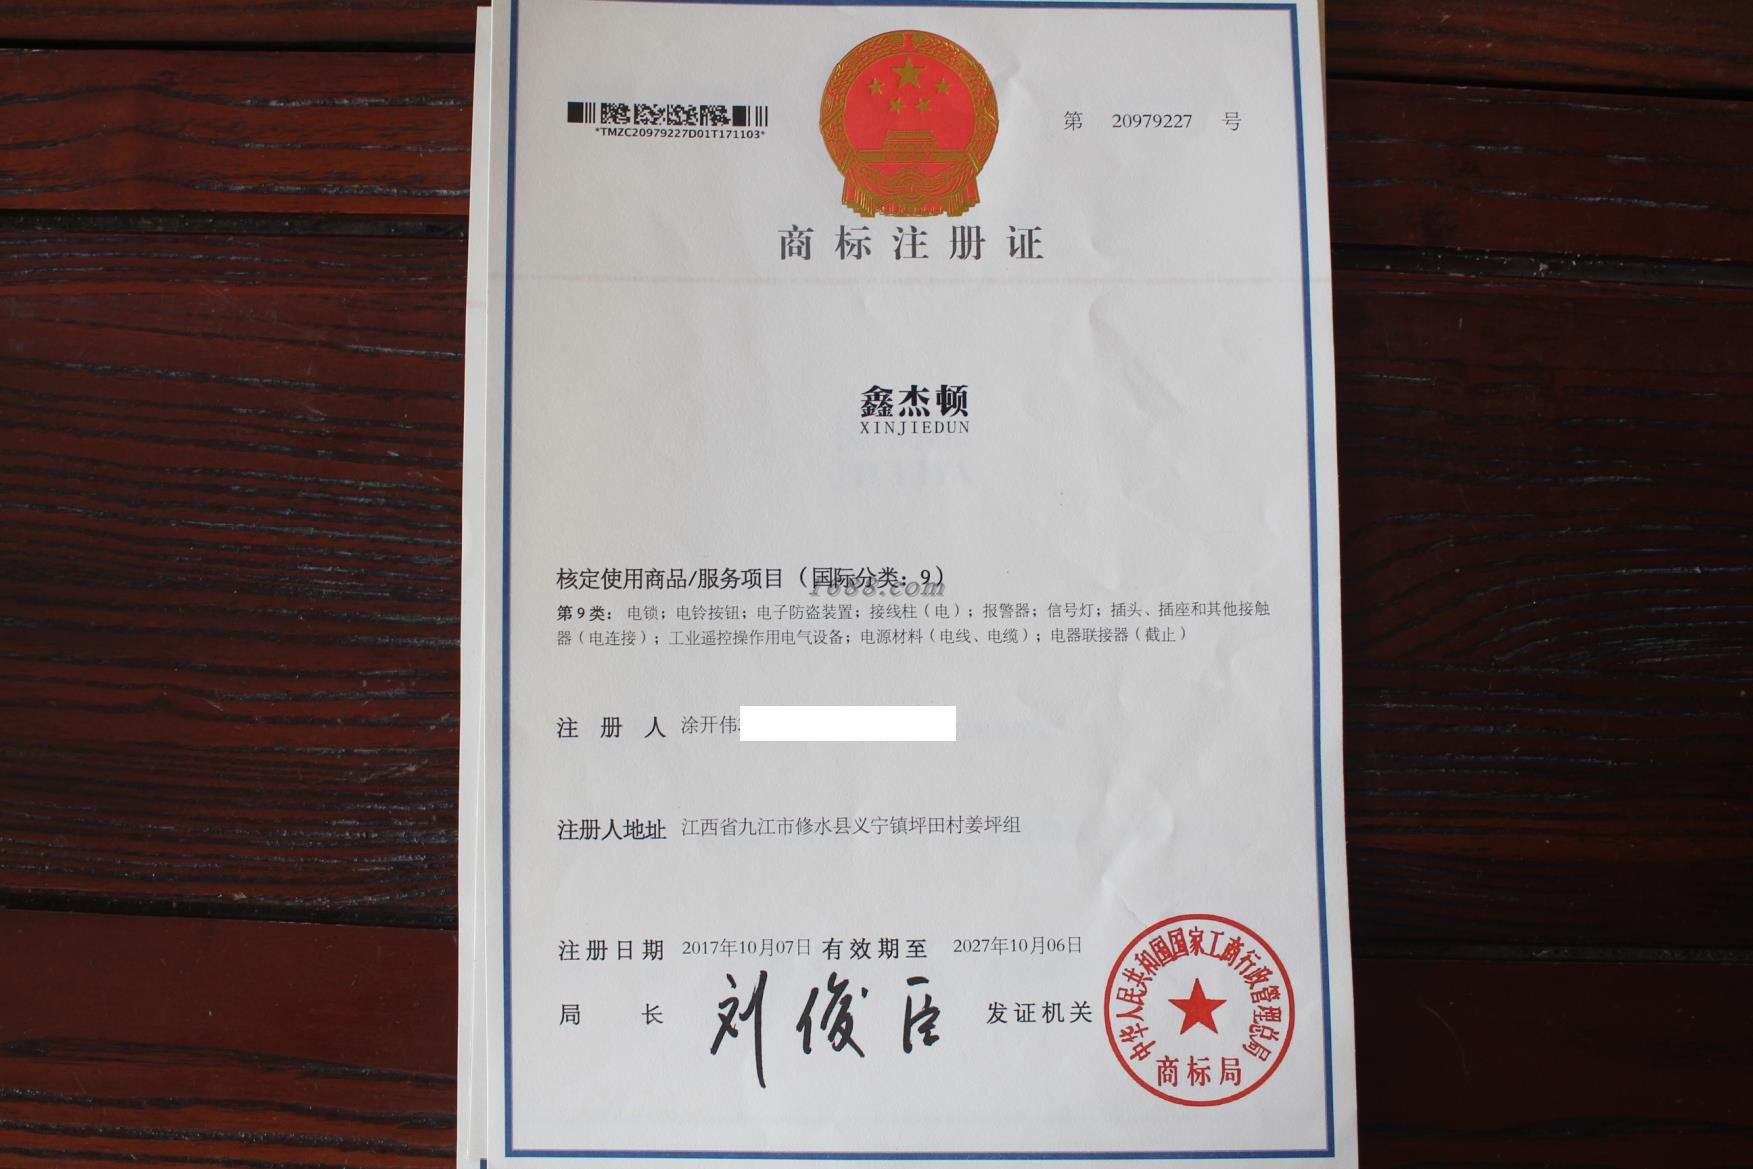 *TMZC20979227D01T171103*
第 20979227 号
商标注册证
鑫杰顿
XINJIEDUN
核定使用商品/服务项目（国际分类：9）
1688.com
第9类：电锁；电铃按钮；电子防盗装置；接线柱（电）；报警器；信号灯；插头、插座和其他接触
器（电连接）；工业遥控操作用电气设备；电源材料（电线、电缆）；电器联接器（截止）
注册人 涂开伟
注册人地址 江西省九江市修水县义宁镇坪田村姜坪组
注册日期 2017年10月07日 有效期至 2027年10月06日
局长 刘俊臣 发证机关
中华人民共和国国家工商行政管理总局
商标局